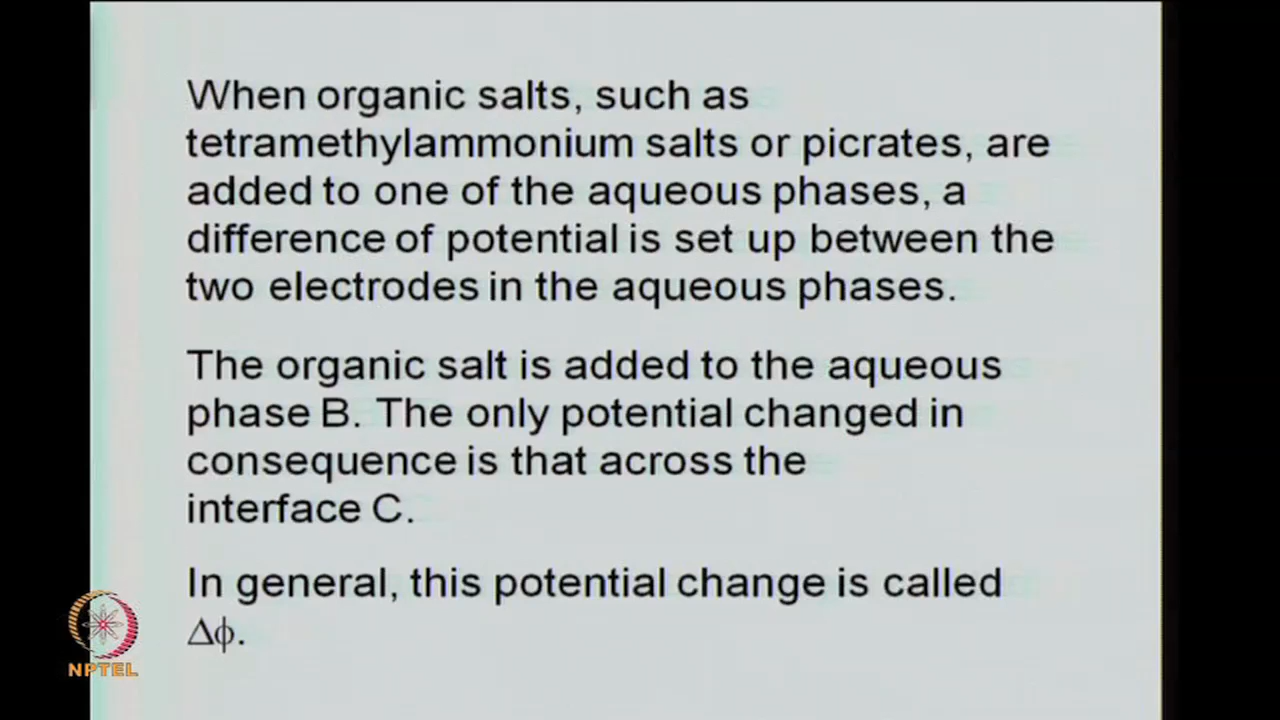 When organic salts, such as
tetramethylammonium salts or picrates, are
added to one of the aqueous phases, a
difference of potential is set up between the
two electrodes in the aqueous phases.
The organic salt is added to the aqueous
phase B. The only potential changed in
consequence is that across the
interface C.
In general, this potential change is called
Δϕ.
NPTEL